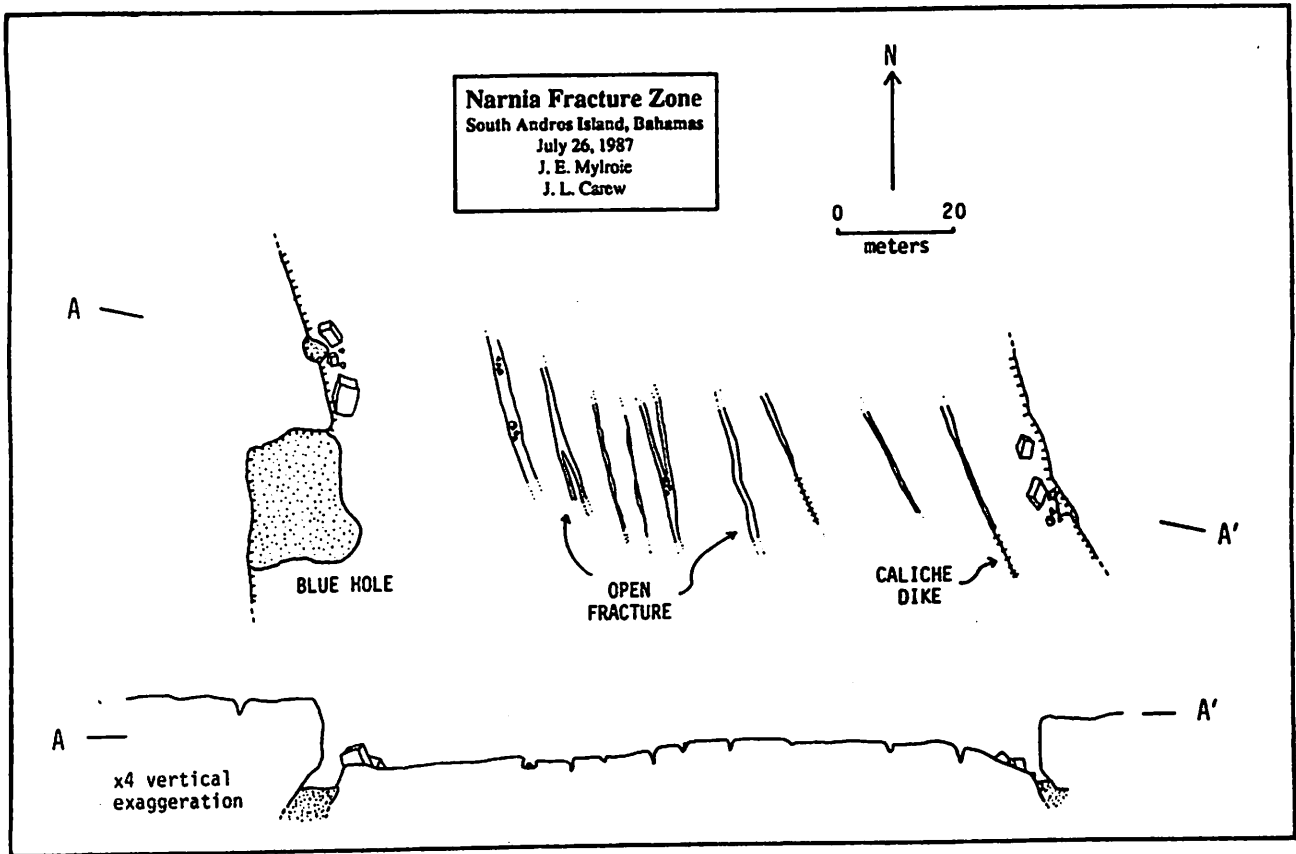 Narnia Fracture Zone
South Andros Island, Bahamas
July 26, 1987
J. E. Mylroie
J. L. Carew
N
0 20
meters
A
A'
BLUE HOLE
OPEN
FRACTURE
CALICHE
DIKE
A
A'
x4 vertical
exaggeration